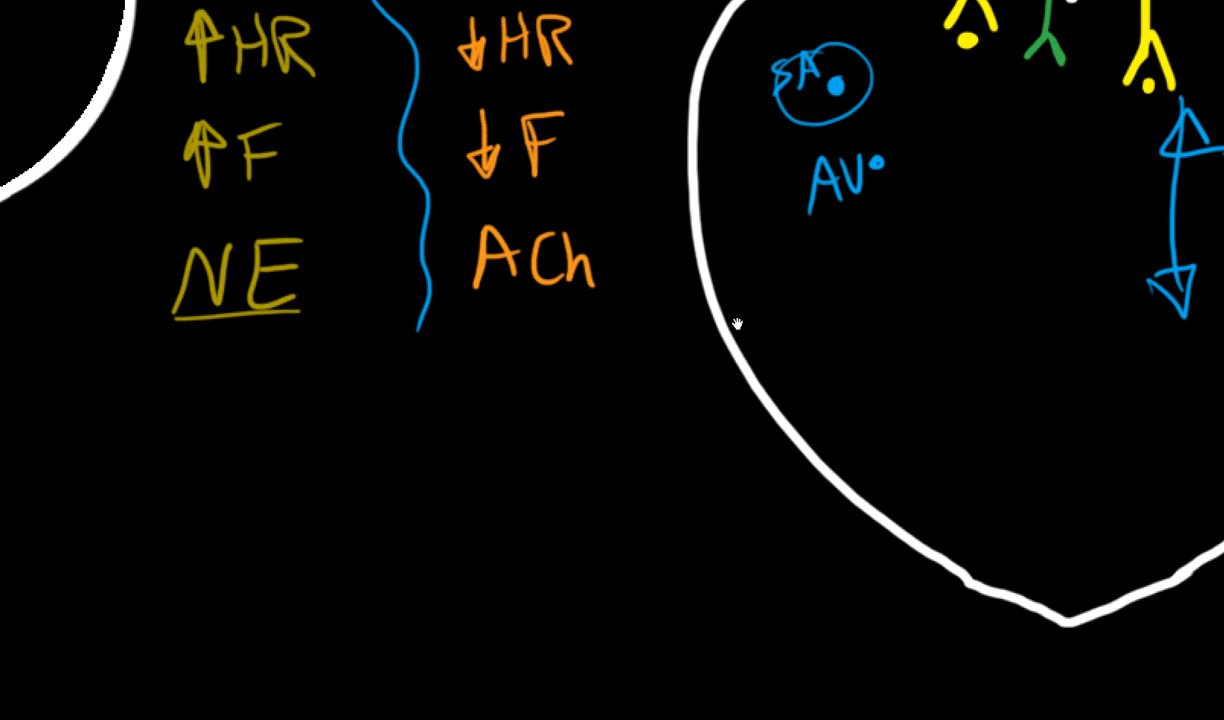 ↑ HR
↑ F
NE
↓ HR
↓ F
ACh
SA
AV